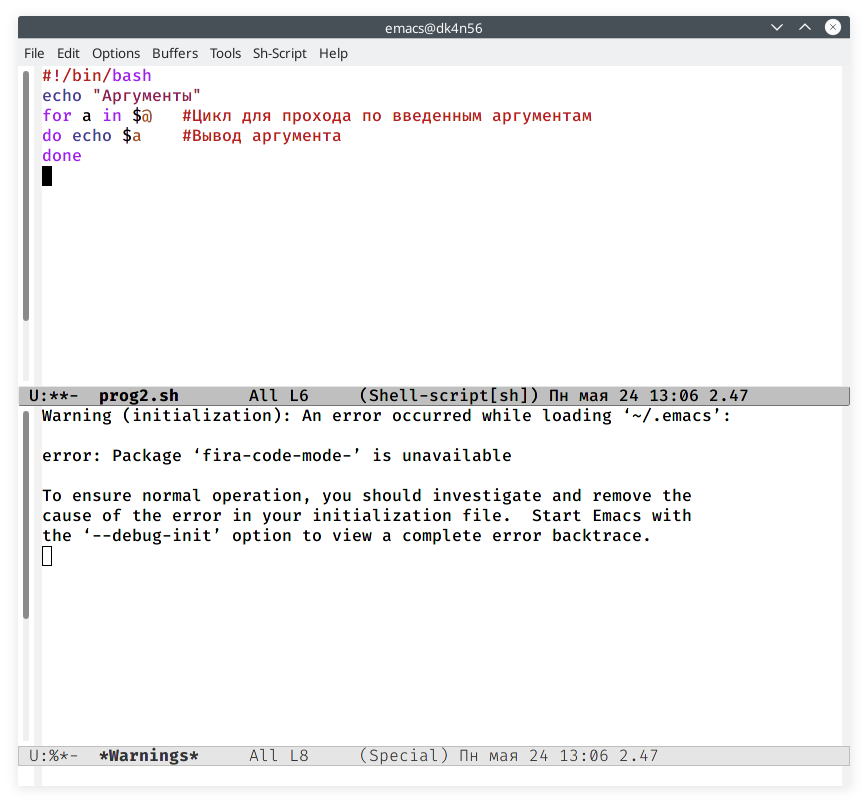 emacs@dk4n56
File Edit Options Buffers Tools Sh-Script Help
#!/bin/bash
echo "Аргументы"
for a in $@   #Цикл для прохода по введенным аргументам
do echo $a    #Вывод аргумента
done
U:**-  prog2.sh       All L6     (Shell-script[sh]) Пн мая 24 13:06 2.47
Warning (initialization): An error occurred while loading ‘~/.emacs’:
error: Package ‘fira-code-mode-’ is unavailable
To ensure normal operation, you should investigate and remove the
cause of the error in your initialization file.  Start Emacs with
the ‘--debug-init’ option to view a complete error backtrace.
U:%*-  *Warnings*     All L8     (Special) Пн мая 24 13:06 2.47